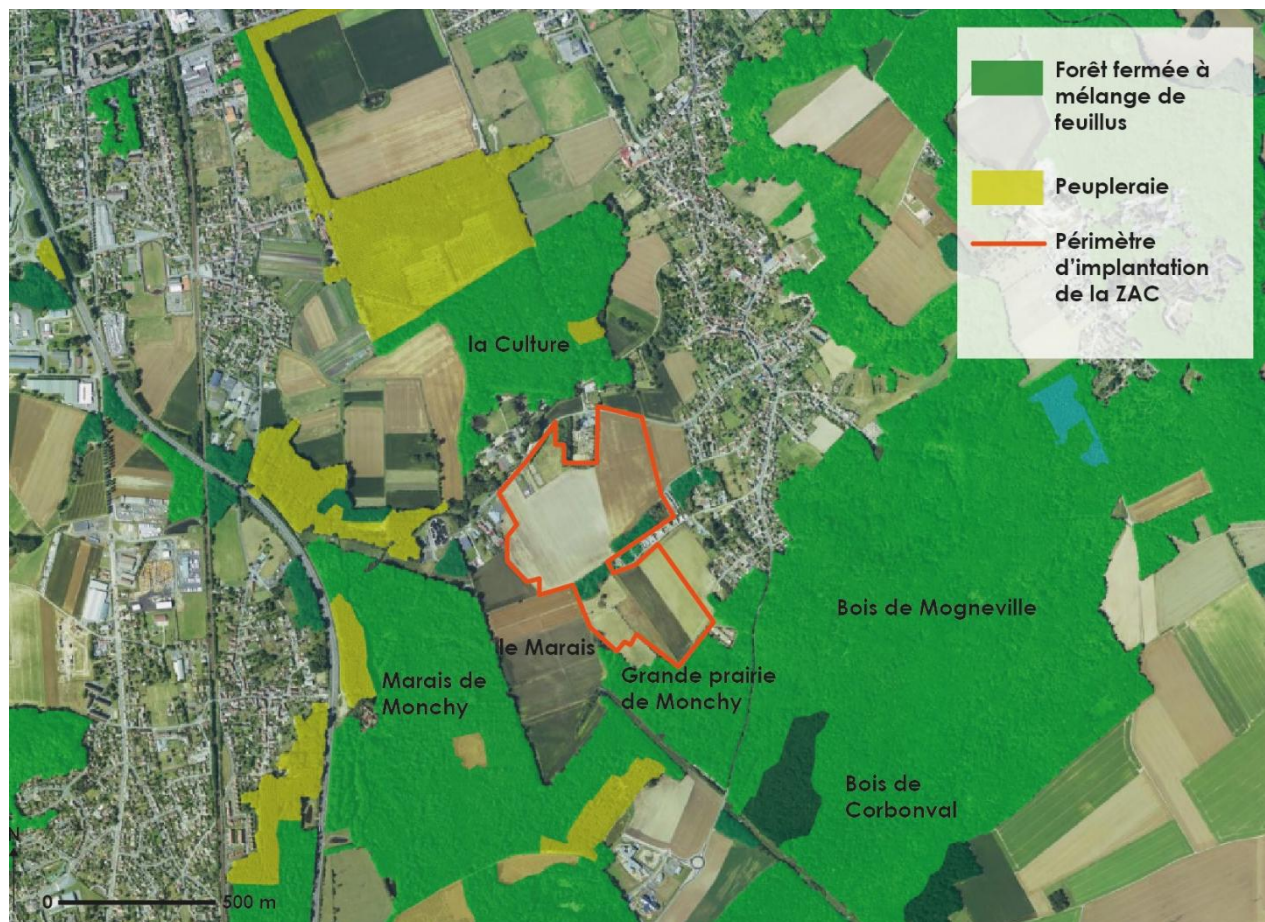 Forêt fermée à
mélange de
feuillus
Peupleraie
Périmètre
d'implantation
de la ZAC
la Culture
Bois de Mogneville
le Marais
Marais de
Monchy
Grande prairie
de Monchy
Bois de
Corbonval
N
0 500 m